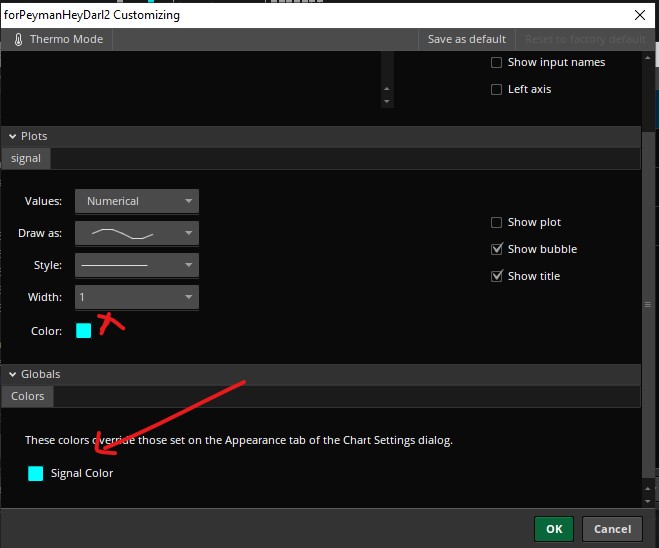 forPeymanHeyDarI2 Customizing
Thermo Mode
Save as default
Reset to factory default
Show input names
Left axis
Plots
signal
Values: Numerical
Draw as:
Show plot
Show bubble
Style:
Show title
Width: 1
Color:
Globals
Colors
These colors override those set on the Appearance tab of the Chart Settings dialog.
Signal Color
OK
Cancel